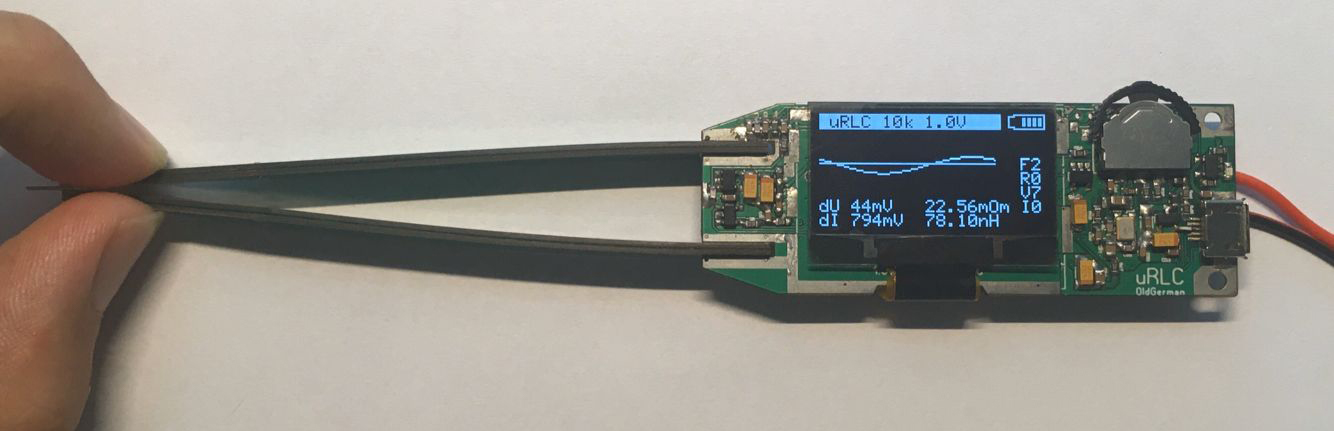 uRLC 10k 1.0V
F2
R0
V7
dU 44mV 22.56mOm I0
dI 794mV 78.10nH
uRLC
OldGerman